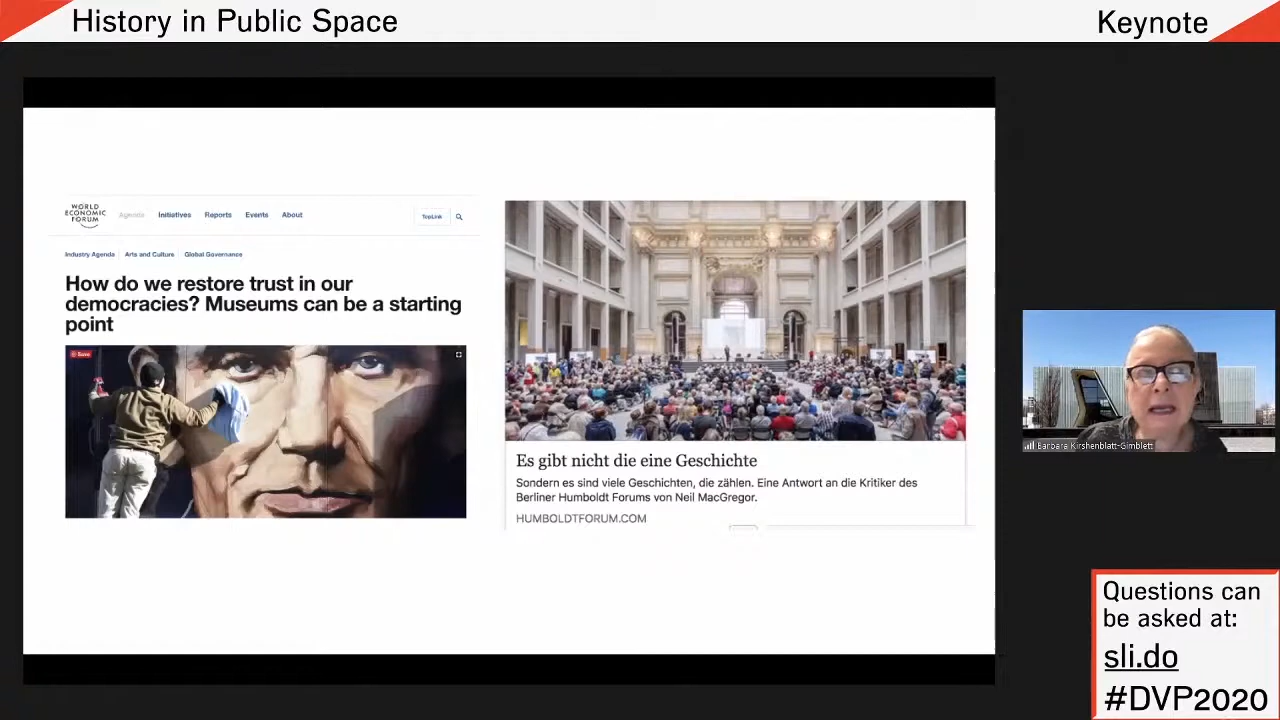 History in Public Space
Keynote
WORLD
ECONOMIC
FORUM
Agenda
Initiatives
Reports
Events
About
TopLink
Industry Agenda
Arts and Culture
Global Governance
How do we restore trust in our
democracies? Museums can be a starting
point
Save
Es gibt nicht die eine Geschichte
Sondern es sind viele Geschichten, die zählen. Eine Antwort an die Kritiker des
Berliner Humboldt Forums von Neil MacGregor.
HUMBOLDTFORUM.COM
Barbara Kirshenblatt-Gimblett
Questions can
be asked at:
sli.do
#DVP2020